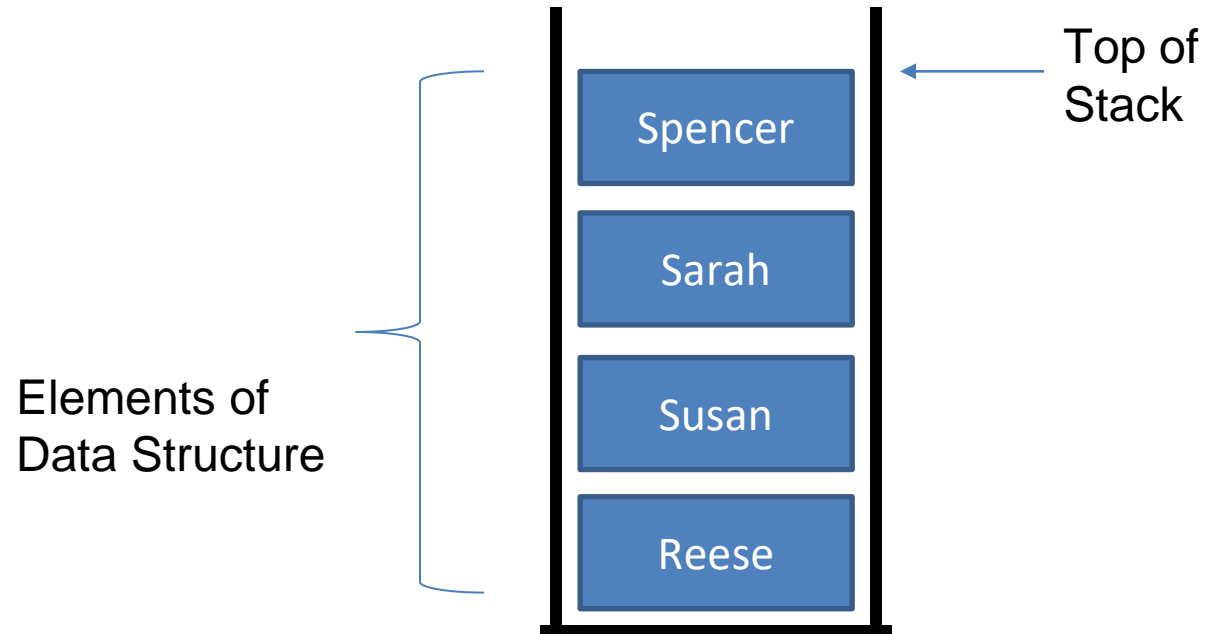 Top of
Stack
Spencer
Sarah
Susan
Reese
Elements of
Data Structure